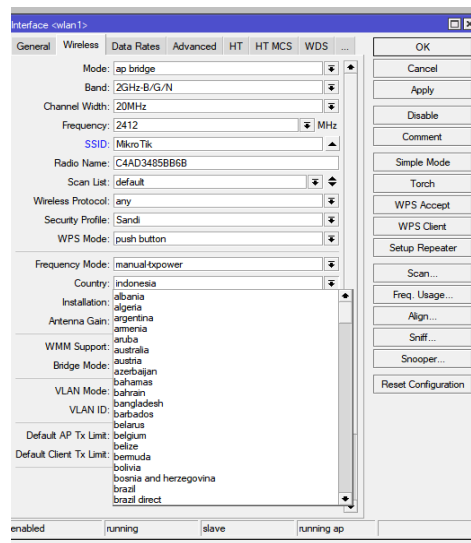 Interface <wlan1>
General Wireless Data Rates Advanced HT HT MCS WDS ...
Mode: ap bridge
Band: 2GHz-B/G/N
Channel Width: 20MHz
Frequency: 2412 MHz
SSID: MikroTik
Radio Name: C4AD3485BB6B
Scan List: default
Wireless Protocol: any
Security Profile: Sandi
WPS Mode: push button
Frequency Mode: manual-txpower
Country: indonesia
Installation:
Antenna Gain:
WMM Support:
Bridge Mode:
VLAN Mode:
VLAN ID:
Default AP Tx Limit:
Default Client Tx Limit:
albania
algeria
argentina
armenia
aruba
australia
austria
azerbaijan
bahamas
bahrain
bangladesh
barbados
belarus
belgium
belize
bermuda
bolivia
bosnia and herzegovina
brazil
brazil direct
OK
Cancel
Apply
Disable
Comment
Simple Mode
Torch
WPS Accept
WPS Client
Setup Repeater
Scan...
Freq. Usage...
Align...
Sniff...
Snooper...
Reset Configuration
enabled running slave running ap